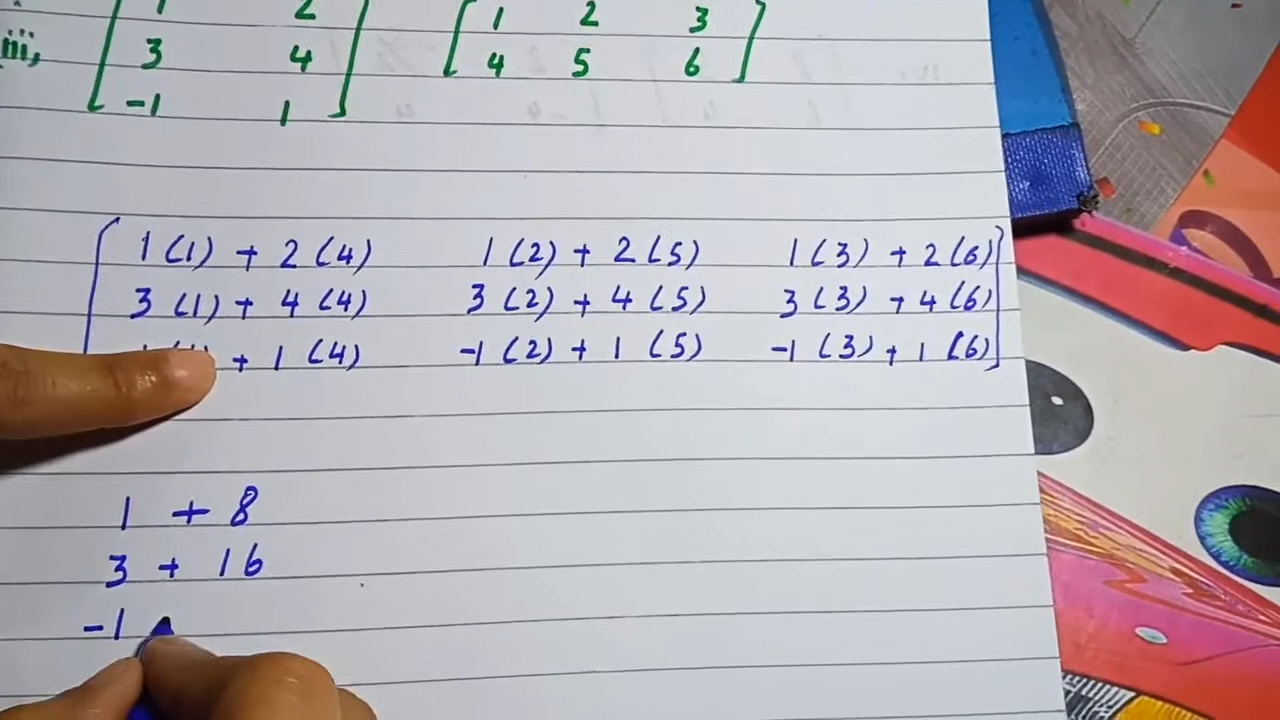 2 1 2 3
iii, 3 4 4 5 6
-1 1
1(1) + 2(4) 1(2) + 2(5) 1(3) + 2(6)
3(1) + 4(4) 3(2) + 4(5) 3(3) + 4(6)
+ 1(4) -1(2) + 1(5) -1(3) + 1(6)
1 + 8
3 + 16
-1